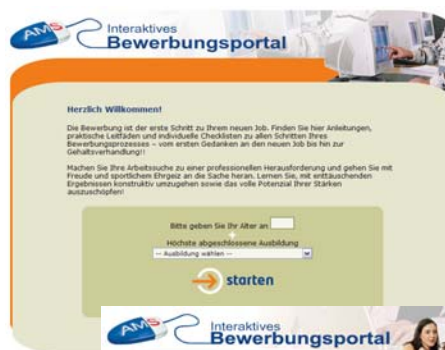 AMS
Interaktives
Bewerbungsportal
Herzlich Willkommen!
Die Bewerbung ist der erste Schritt zu Ihrem neuen Job. Finden Sie hier Anleitungen,
praktische Leitfäden und individuelle Checklisten zu allen Schritten Ihres
Bewerbungsprozesses – vom ersten Gedanken an den neuen Job bis hin zur
Gehaltsverhandlung!!
Machen Sie Ihre Arbeitssuche zu einer professionellen Herausforderung und gehen Sie mit
Freude und sportlichem Ehrgeiz an die Sache heran. Lernen Sie, mit enttäuschenden
Ergebnissen konstruktiv umzugehen sowie das volle Potenzial Ihrer Stärken
auszuschöpfen!
Bitte geben Sie Ihr Alter an
+
Höchste abgeschlossene Ausbildung
-- Ausbildung wählen --
starten
AMS
Interaktives
Bewerbungsportal